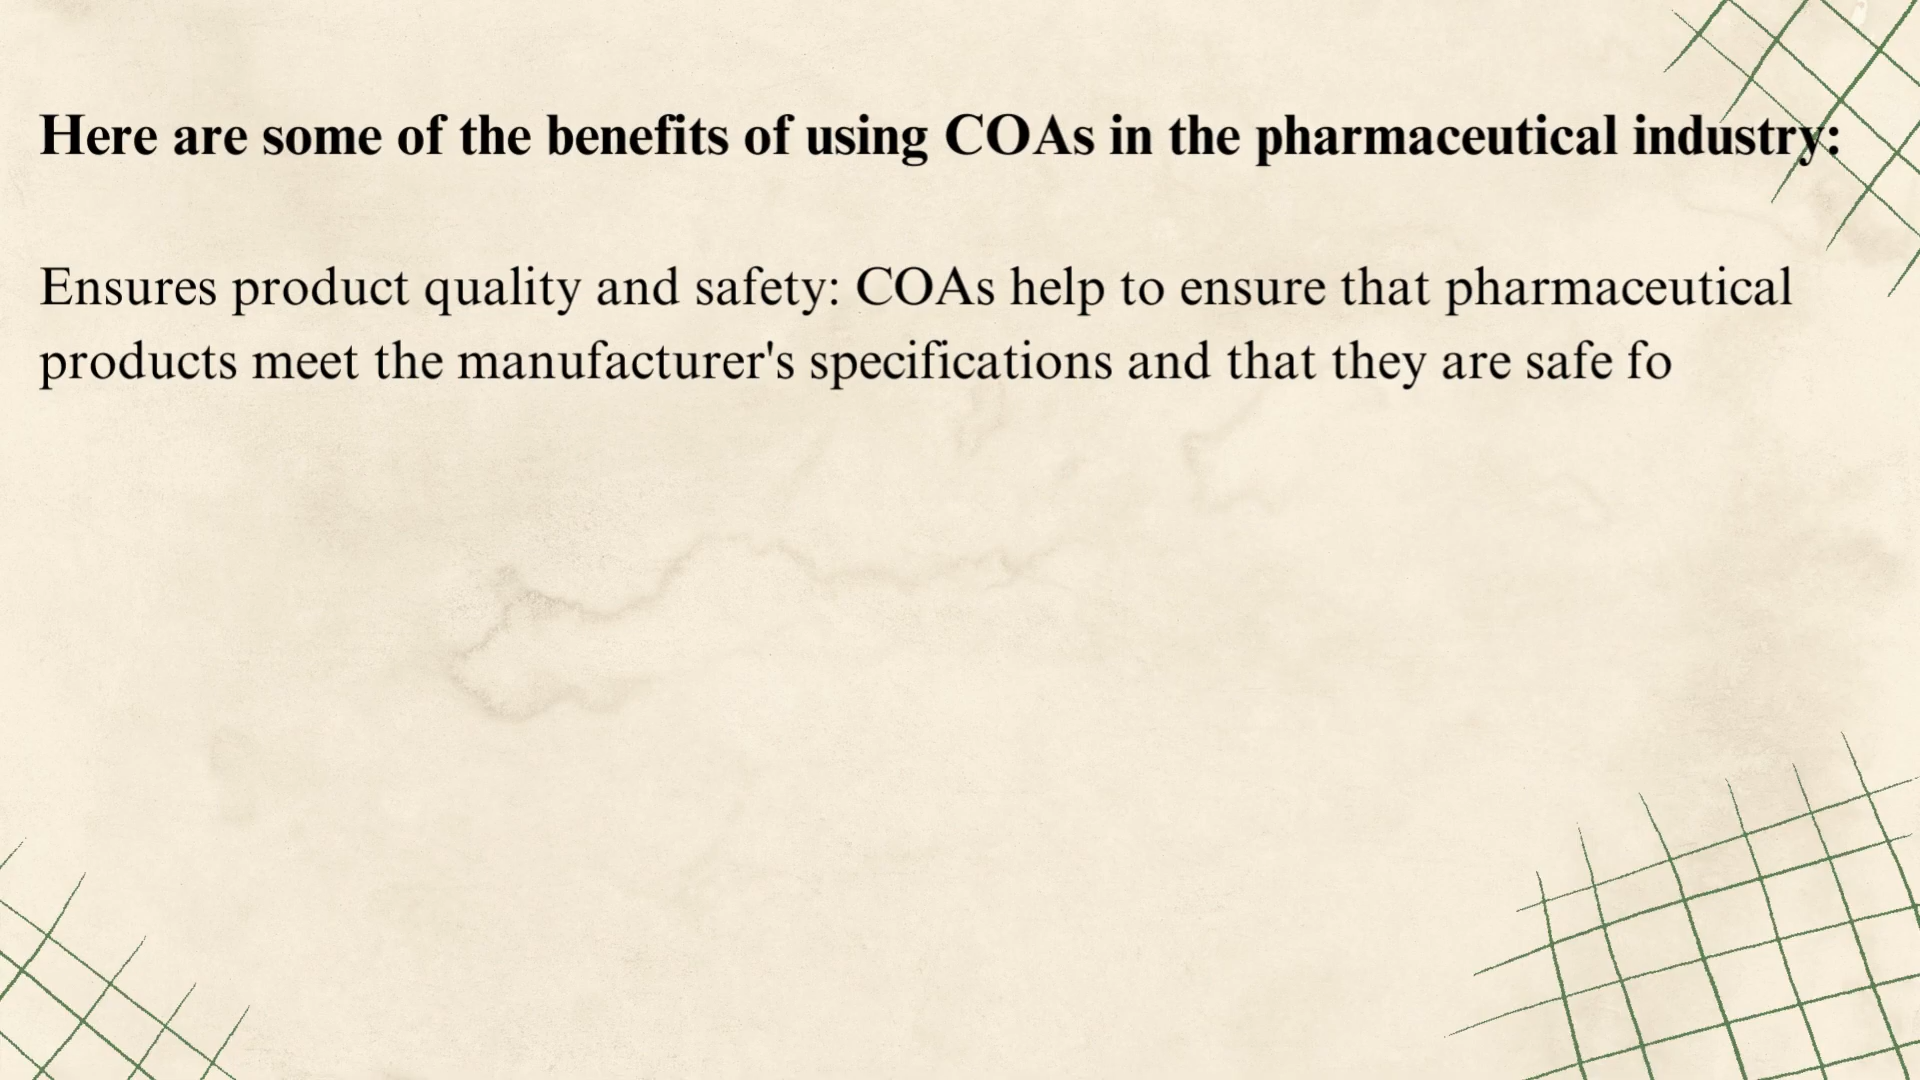 Here are some of the benefits of using COAs in the pharmaceutical industry:
Ensures product quality and safety: COAs help to ensure that pharmaceutical
products meet the manufacturer's specifications and that they are safe fo